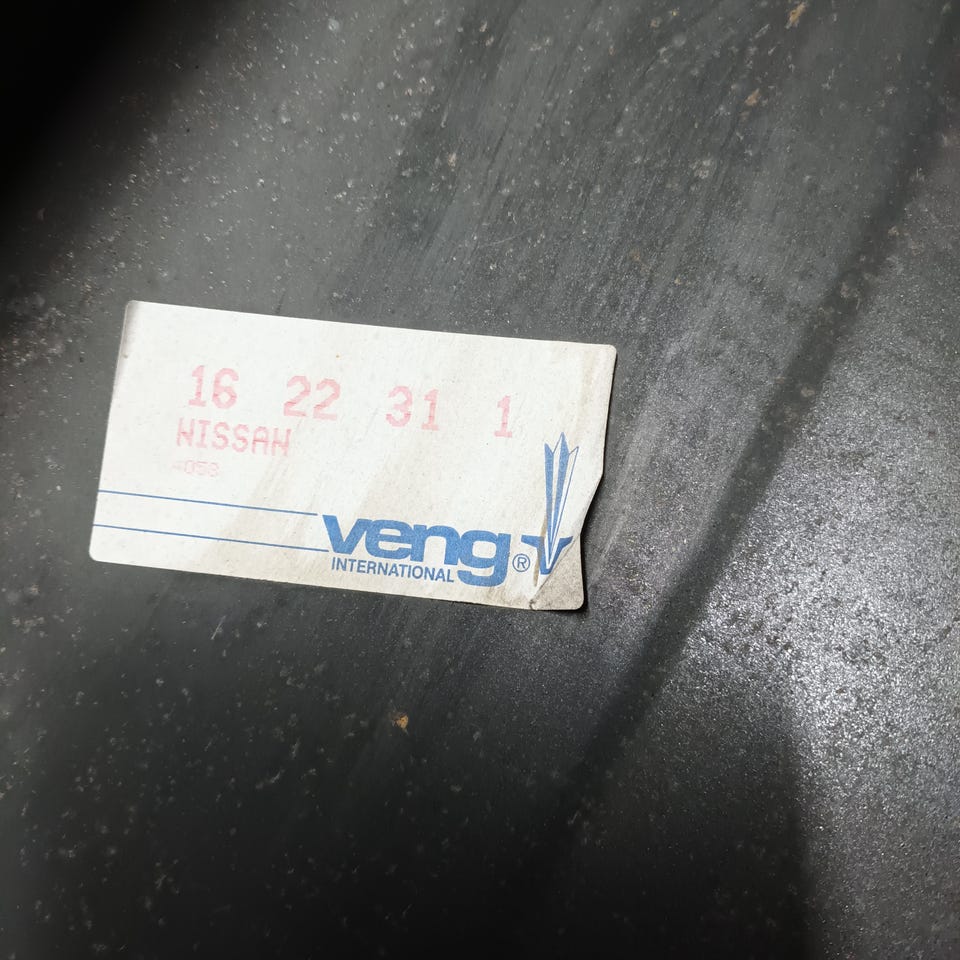 16 22 31 1
NISSAN
veng®
INTERNATIONAL